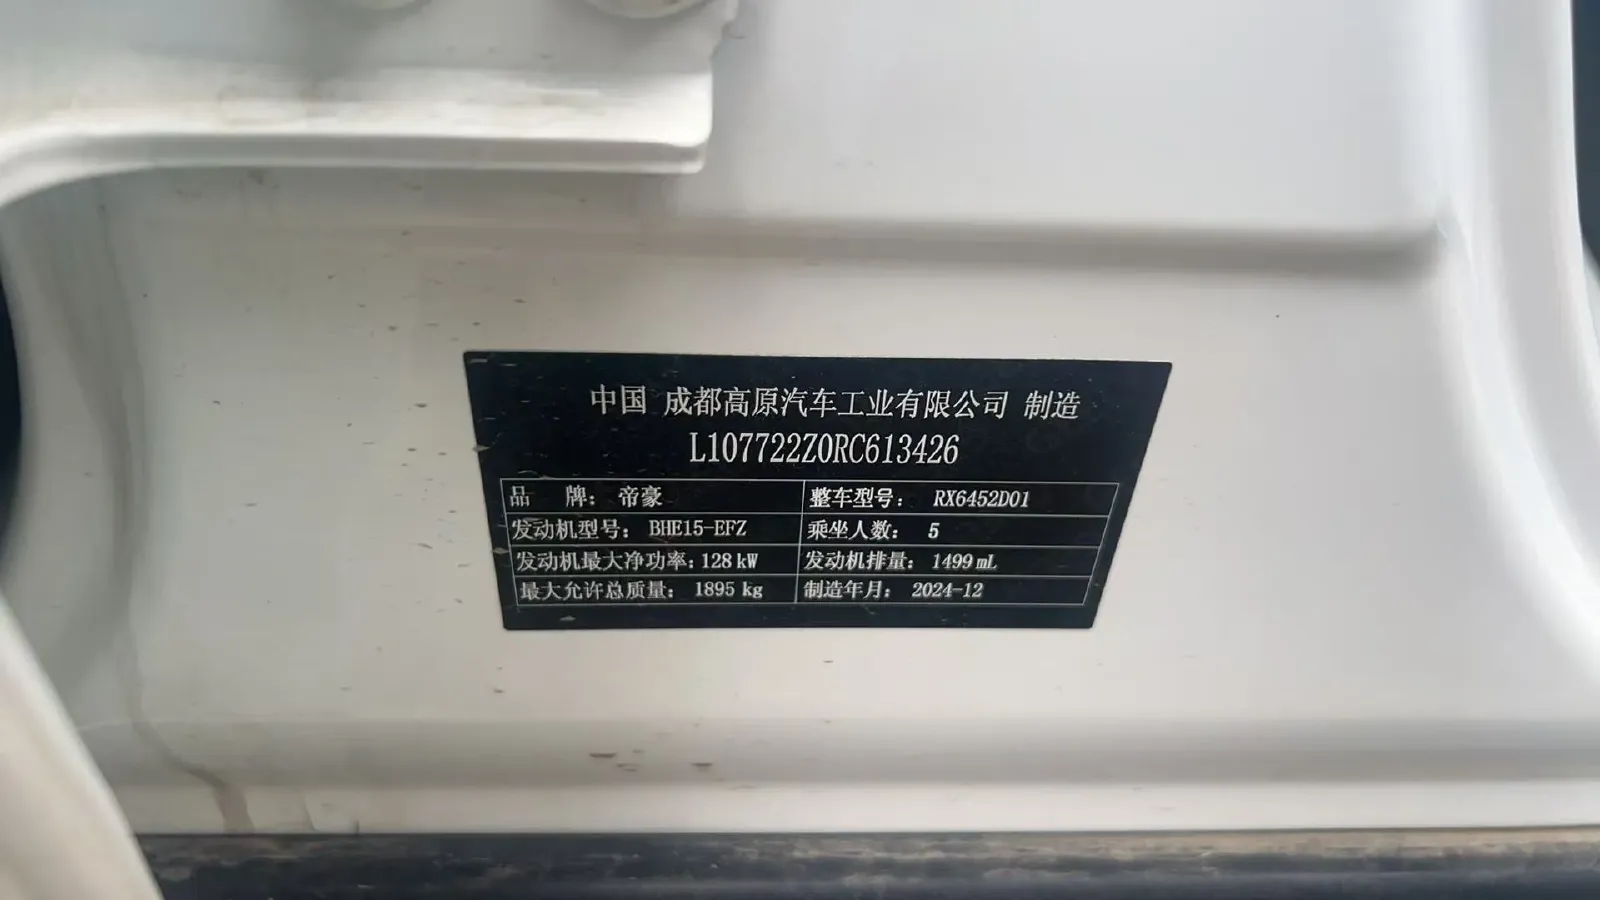 中国 成都高原汽车工业有限公司 制造
L107722Z0RC613426
品 牌: 帝豪 整车型号: RX6452D01
发动机型号: BHE15-EFZ 乘坐人数: 5
发动机最大净功率: 128 kW 发动机排量: 1499 mL
最大允许总质量: 1895 kg 制造年月: 2024-12